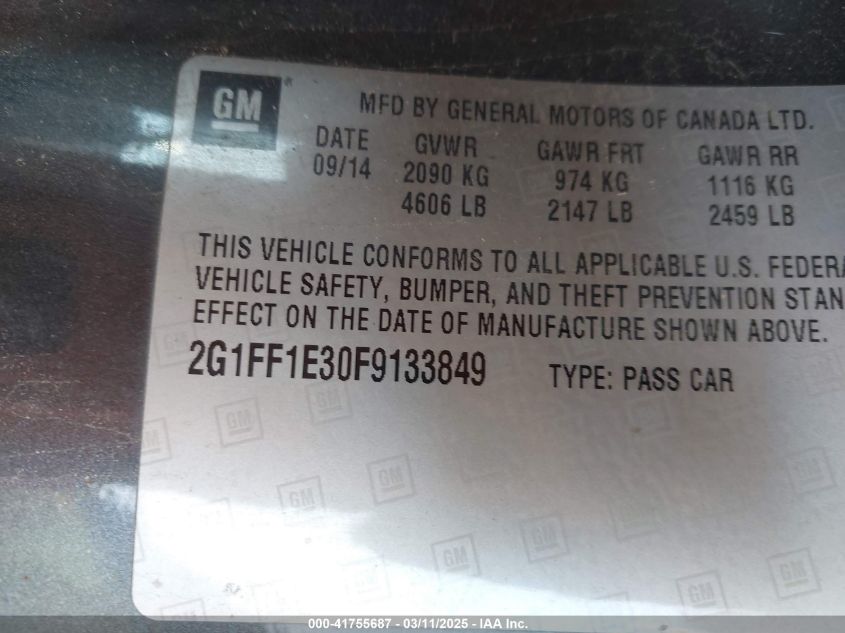 GM
MFD BY GENERAL MOTORS OF CANADA LTD.
DATE GVWR GAWR FRT GAWR RR
09/14 2090 KG 974 KG 1116 KG
4606 LB 2147 LB 2459 LB
THIS VEHICLE CONFORMS TO ALL APPLICABLE U.S. FEDERA
VEHICLE SAFETY, BUMPER, AND THEFT PREVENTION STAN
EFFECT ON THE DATE OF MANUFACTURE SHOWN ABOVE.
2G1FF1E30F9133849 TYPE: PASS CAR
000-41755687 - 03/11/2025 - IAA Inc.